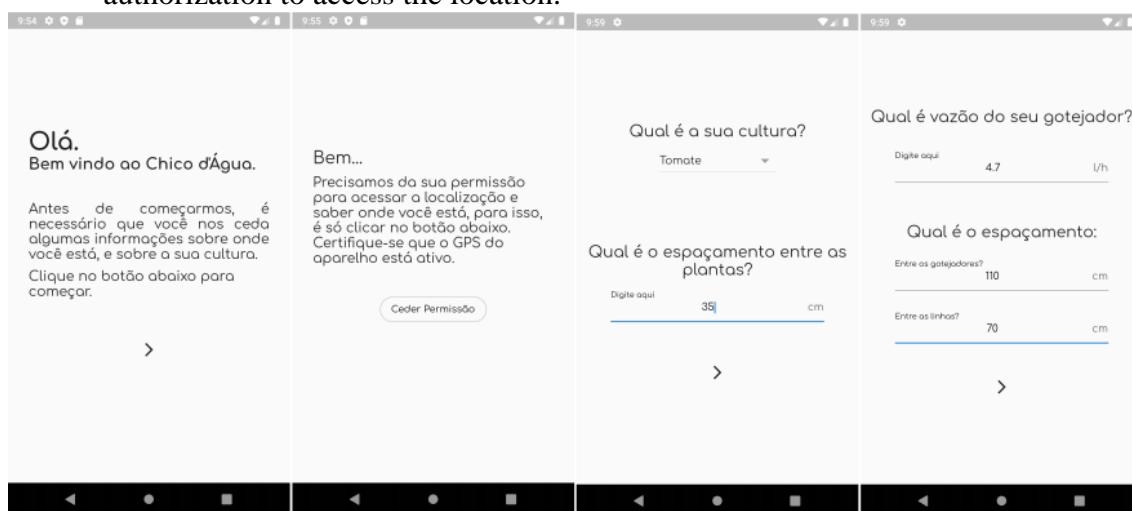 authorization to access the location.
9:54
Olá.
Bem vindo ao Chico d'Água.
Antes de começarmos, é
necessário que você nos ceda
algumas informações sobre onde
você está, e sobre a sua cultura.
Clique no botão abaixo para
começar.
9:55
Bem...
Precisamos da sua permissão
para acessar a localização e
saber onde você está, para isso,
é só clicar no botão abaixo.
Certifique-se que o GPS do
aparelho está ativo.
Ceder Permissão
9:59
Qual é a sua cultura?
Tomate
Qual é o espaçamento entre as
plantas?
Digite aqui
35 cm
9:59
Qual é vazão do seu gotejador?
Digite aqui
4.7 l/h
Qual é o espaçamento:
Entre os gotejadores?
110 cm
Entre as linhas?
70 cm